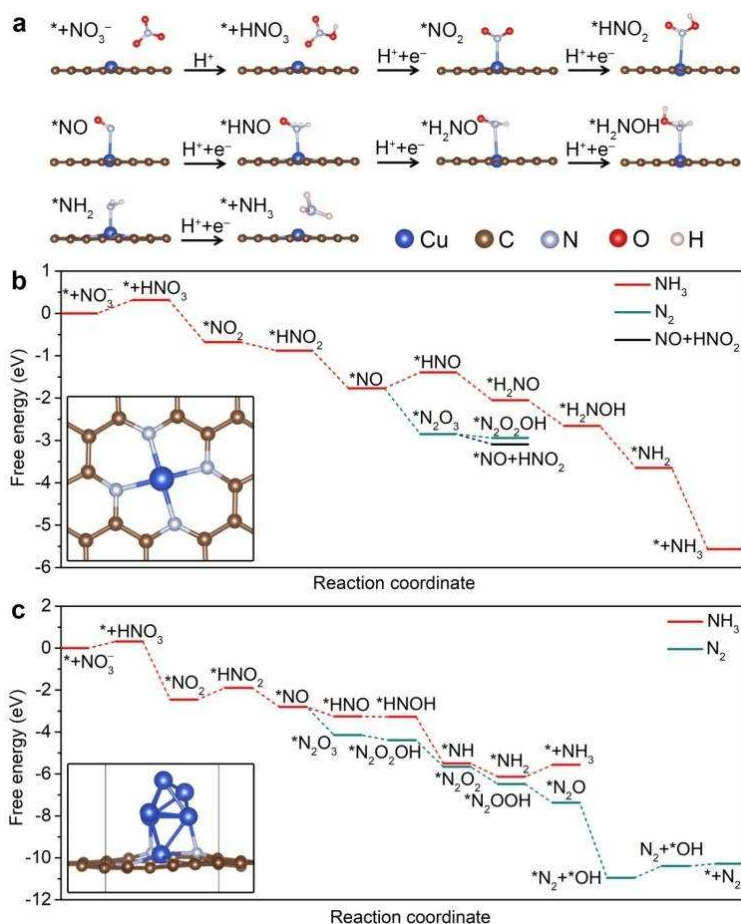 a
*+NO₃⁻ H⁺ *+HNO₃ H⁺+e⁻ *NO₂ H⁺+e⁻ *HNO₂
*NO H⁺+e⁻ *HNO H⁺+e⁻ *H₂NO H⁺+e⁻ *H₂NOH
*NH₂ H⁺+e⁻ *+NH₃ Cu C N O H
b
Free energy (eV)
1
0
-1
-2
-3
-4
-5
-6
*+NO₃⁻
*+HNO₃
*NO₂
*HNO₂
*NO
*HNO
*H₂NO
*H₂NOH
*NH₂
*+NH₃
*N₂O₃
*N₂O₂OH
*NO+HNO₂
NH₃
N₂
NO+HNO₂
Reaction coordinate
c
Free energy (eV)
2
0
-2
-4
-6
-8
-10
-12
*+NO₃⁻
*+HNO₃
*NO₂
*HNO₂
*NO
*HNO
*HNOH
*NH
*NH₂
*+NH₃
*N₂O₃
*N₂O₂OH
*N₂O₂
*N₂OOH
*N₂O
*N₂+*OH
N₂+*OH
*+N₂
NH₃
N₂
Reaction coordinate